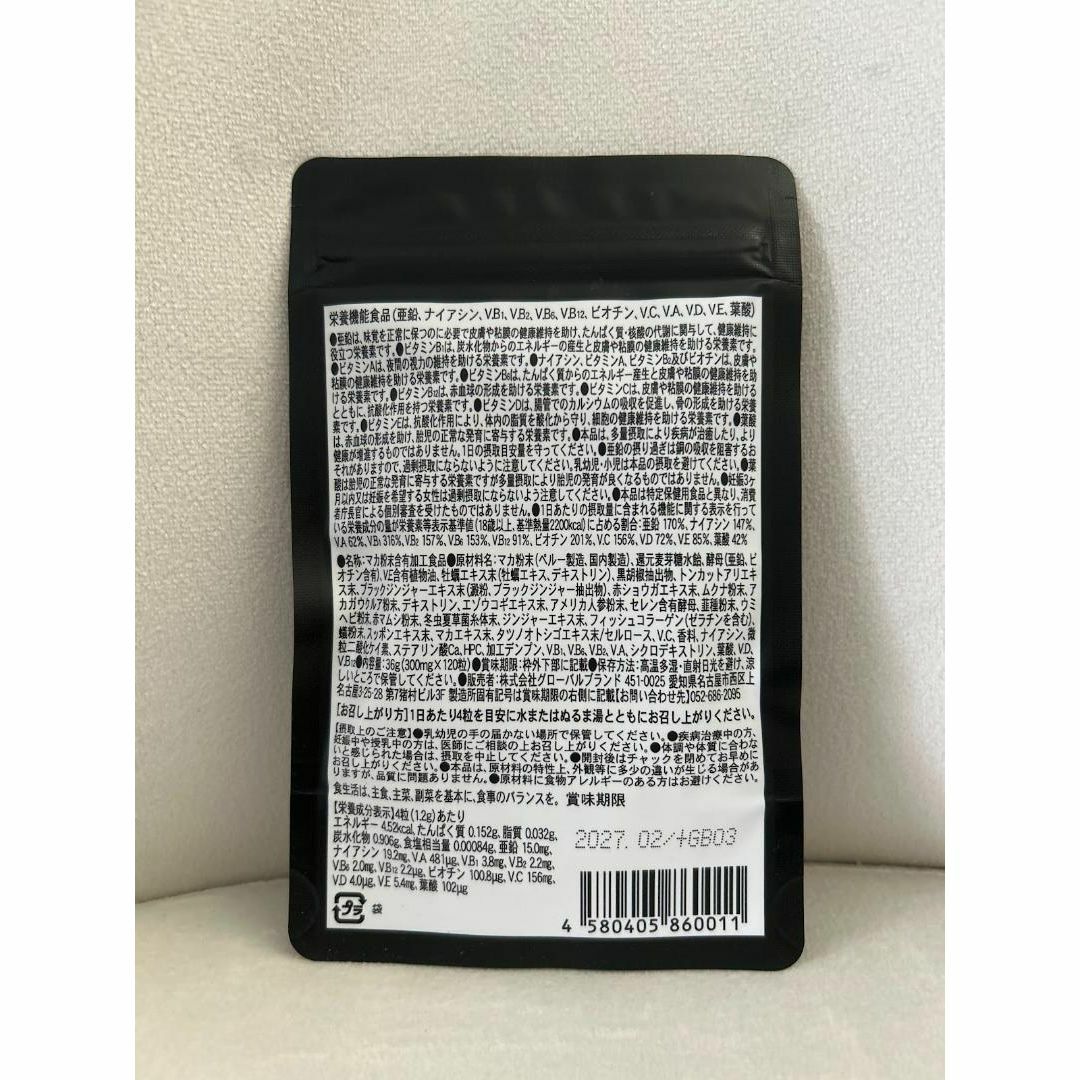 栄養機能食品(亜鉛、ナイアシン、V.B1、V.B2、V.B6、V.B12、ビオチン、V.C、V.A、V.D、V.E、葉酸)
●亜鉛は、味覚を正常に保つのに必要で皮膚や粘膜の健康維持を助け、たんぱく質・核酸の代謝に関与して、健康維持に
役立つ栄養素です。●ビタミンB1は、炭水化物からのエネルギーの産生と皮膚や粘膜の健康維持を助ける栄養素です。
●ビタミンAは、夜間の視力の維持を助ける栄養素です。●ナイアシン、ビタミンA、ビタミンB2及びビオチンは、皮膚や
粘膜の健康維持を助ける栄養素です。●ビタミンB6は、たんぱく質からのエネルギー産生と皮膚や粘膜の健康維持を助
ける栄養素です。●ビタミンB12は、赤血球の形成を助ける栄養素です。●ビタミンCは、皮膚や粘膜の健康維持を助ける
とともに、抗酸化作用を持つ栄養素です。●ビタミンDは、腸管でのカルシウムの吸収を促進し、骨の形成を助ける栄養
素です。●ビタミンEは、抗酸化作用により、体内の脂質を酸化から守り、細胞の健康維持を助ける栄養素です。●葉酸
は、赤血球の形成を助け、胎児の正常な発育に寄与する栄養素です。●本品は、多量摂取により疾病が治癒したり、より
健康が増進するものではありません。1日の摂取目安量を守ってください。●亜鉛の摂り過ぎは銅の吸収を阻害するお
それがありますので、過剰摂取にならないように注意してください。乳幼児・小児は本品の摂取を避けてください。●葉
酸は胎児の正常な発育に寄与する栄養素ですが多量摂取により胎児の発育が良くなるものではありません。●妊娠3ヶ
月以内又は妊娠を希望する女性は過剰摂取にならないよう注意してください。●本品は特定保健用食品と異なり、消費
者庁長官による個別審査を受けたものではありません。●1日あたりの摂取量に含まれる機能に関する表示を行って
いる栄養成分の量が栄養素等表示基準値(18歳以上、基準熱量2200kcal)に占める割合:亜鉛 170%、ナイアシン 147%、
V.A 62%、V.B1 316%、V.B2 157%、V.B6 153%、V.B12 91%、ビオチン 201%、V.C 156%、V.D 72%、V.E 85%、葉酸 42%
●名称:マカ粉末含有加工食品●原材料名:マカ粉末(ペルー製造、国内製造)、還元麦芽糖水飴、酵母(亜鉛、ビ
オチン含有)、V.E含有植物油、牡蠣エキス末(牡蠣エキス、デキストリン)、黒胡椒抽出物、トンカットアリエキ
ス末、ブラックジンジャーエキス末(澱粉、ブラックジンジャー抽出物)、赤ショウガエキス末、ムクナ粉末、ア
カガウクルア粉末、デキストリン、エゾウコギエキス末、アメリカ人参粉末、セレン含有酵母、韮種粉末、ウミ
ヘビ粉末、赤マムシ粉末、冬虫夏草菌糸体末、ジンジャーエキス末、フィッシュコラーゲン(ゼラチンを含む)、
蟻粉末、スッポンエキス末、マカエキス末、タツノオトシゴエキス末/セルロース、V.C、香料、ナイアシン、微
粒二酸化ケイ素、ステアリン酸Ca、HPC、加工デンプン、V.B1、V.B6、V.B2、V.A、シクロデキストリン、葉酸、V.D、
V.B12●内容量:36g(300mg×120粒)●賞味期限:枠外下部に記載●保存方法:高温多湿・直射日光を避け、涼
しいところで保管してください。●販売者:株式会社グローバルブランド 451-0025 愛知県名古屋市西区上
名古屋3-25-28 第7猪村ビル3F 製造所固有記号は賞味期限の右側に記載【お問い合わせ先】052-686-2095
【お召し上がり方】1日あたり4粒を目安に水またはぬるま湯とともにお召し上がりください。
【摂取上のご注意】●乳幼児の手の届かない場所で保管してください。●疾病治療中の方、
妊娠中や授乳中の方は、医師にご相談の上お召し上がりください。●体調や体質に合わな
いと感じられた場合は、摂取を中止してください。●開封後はチャックを閉めてお早めに
お召し上がりください。●本品は、原材料の特性上、外観等に多少の違いが生じる場合があ
りますが、品質に問題ありません。●原材料に食物アレルギーのある方はお避けください。
食生活は、主食、主菜、副菜を基本に、食事のバランスを。賞味期限
【栄養成分表示】4粒(1.2g)あたり
エネルギー 4.52kcal、たんぱく質 0.152g、脂質 0.032g、
炭水化物 0.906g、食塩相当量 0.00084g、亜鉛 15.0mg、
ナイアシン 19.2mg、V.A 481μg、V.B1 3.8mg、V.B2 2.2mg、
V.B6 2.0mg、V.B12 2.2μg、ビオチン 100.8μg、V.C 156mg、
V.D 4.0μg、V.E 5.4mg、葉酸 102μg
2027. 02/+GB03
プラ 袋
4 580405 860011